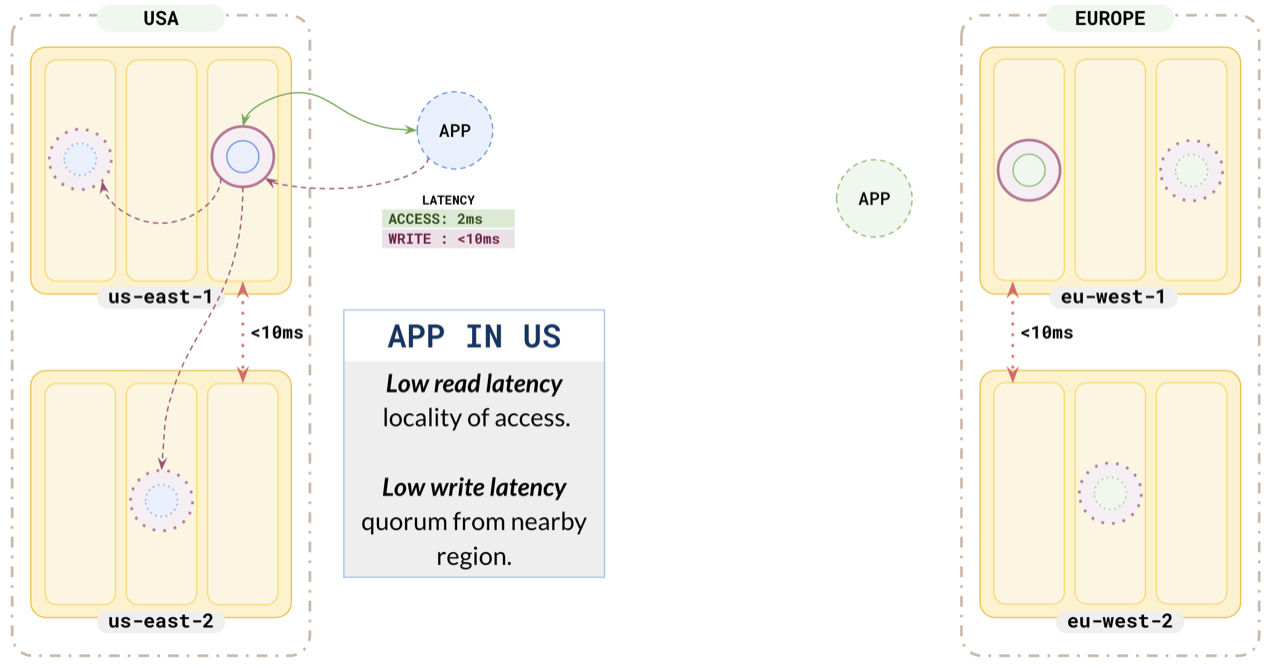 USA
APP
LATENCY
ACCESS: 2ms
WRITE : <10ms
us-east-1
<10ms
us-east-2
APP IN US
Low read latency
locality of access.
Low write latency
quorum from nearby
region.
APP
EUROPE
eu-west-1
<10ms
eu-west-2